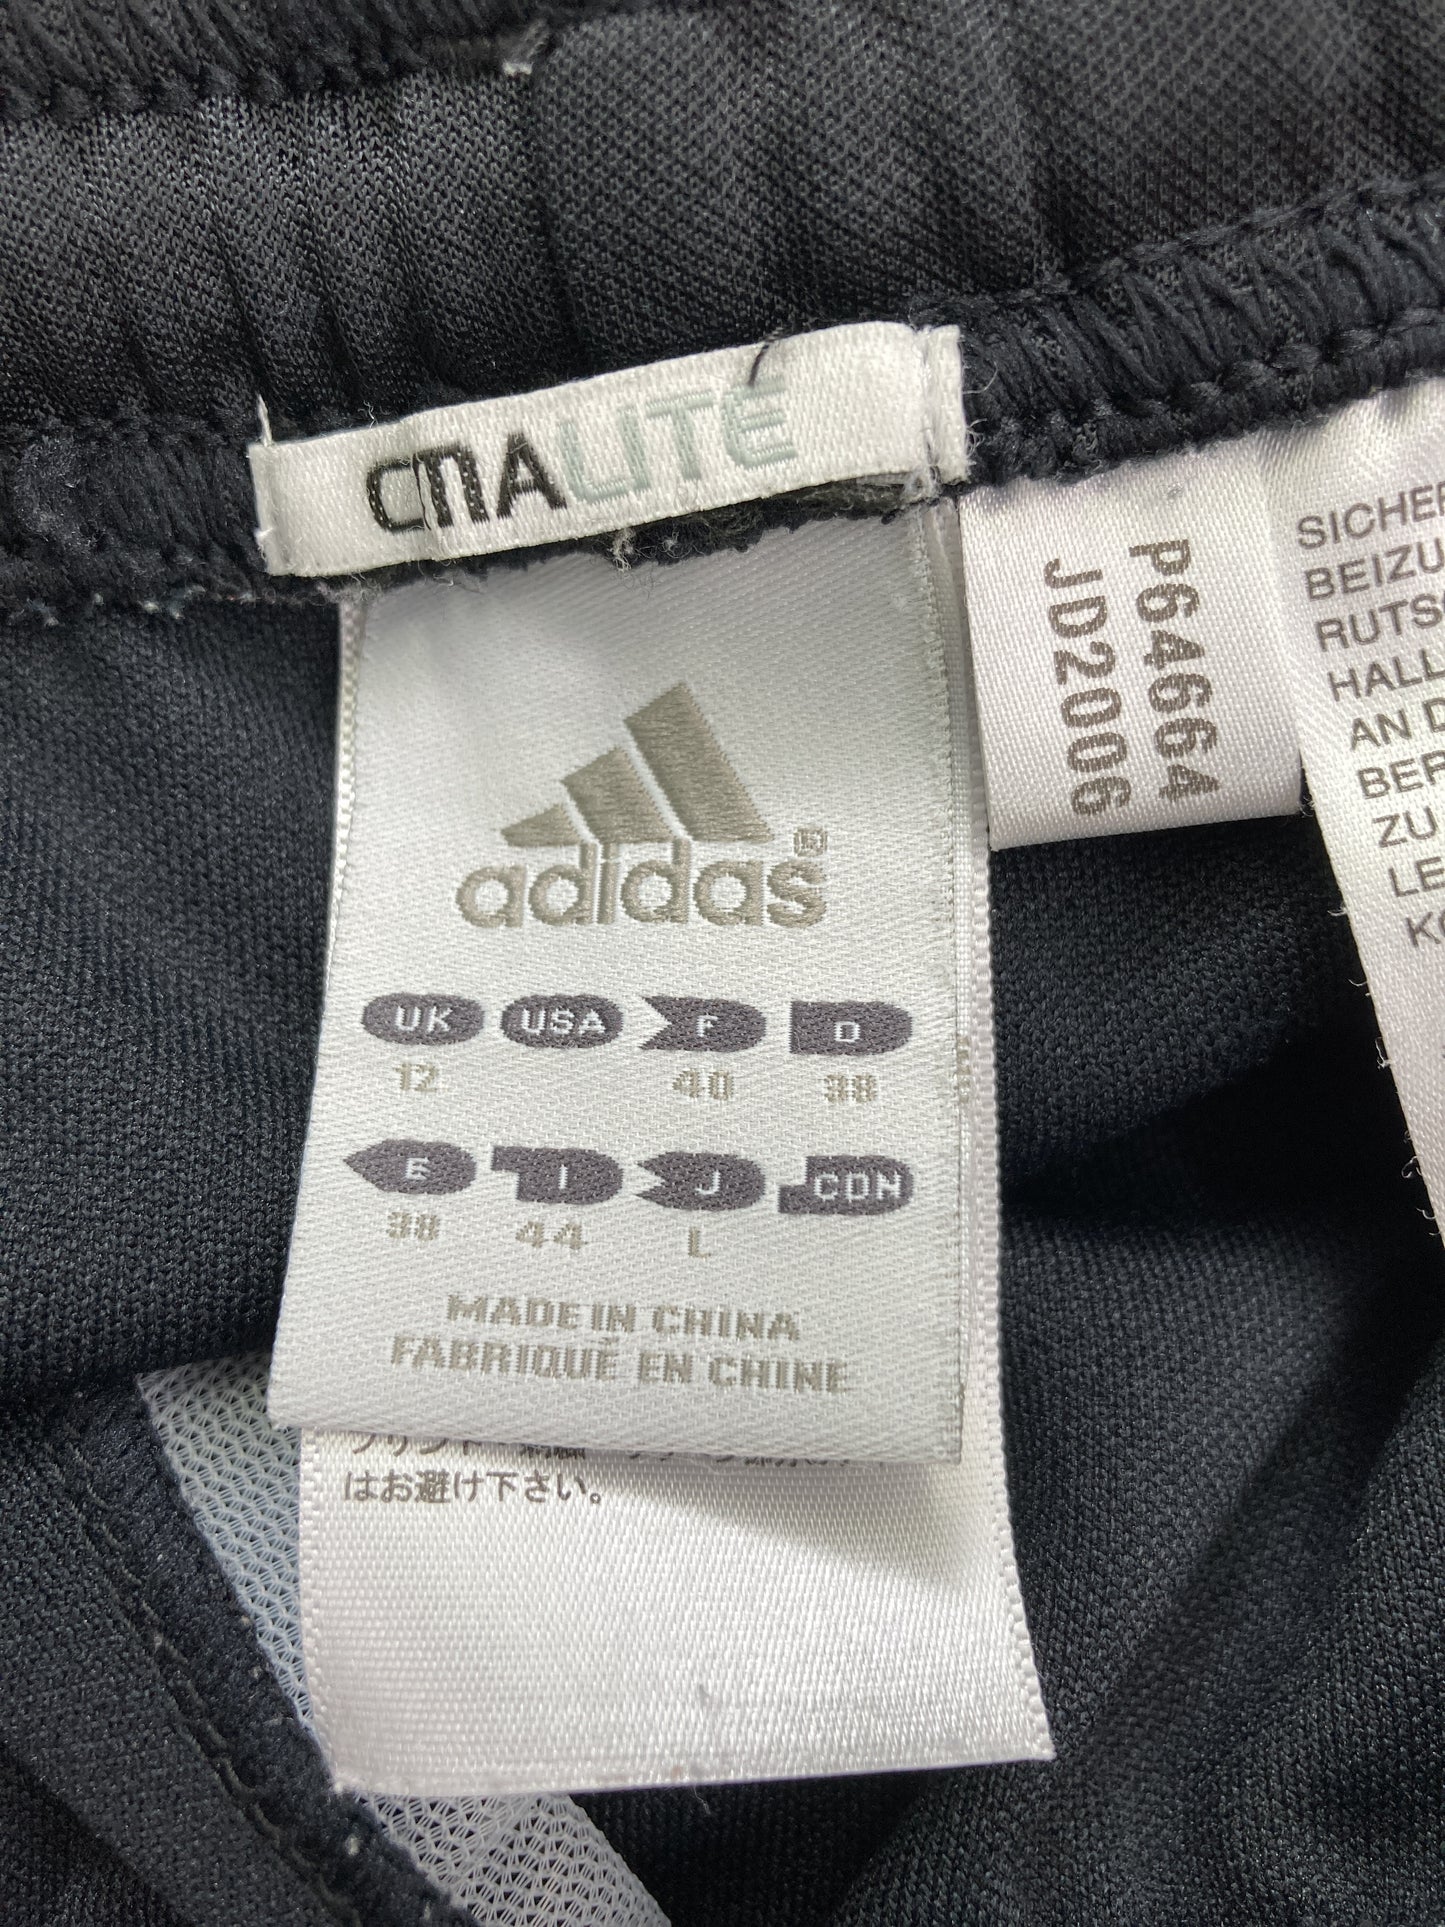 CLIMALITE
adidas®
UK USA F D
12 40 38
E I J CDN
38 44 L
MADE IN CHINA
FABRIQUÉ EN CHINE
はお避け下さい。
P64664
JD2006
SICHER
BEIZU
RUTS
HALL
AN D
BER
ZU
LE